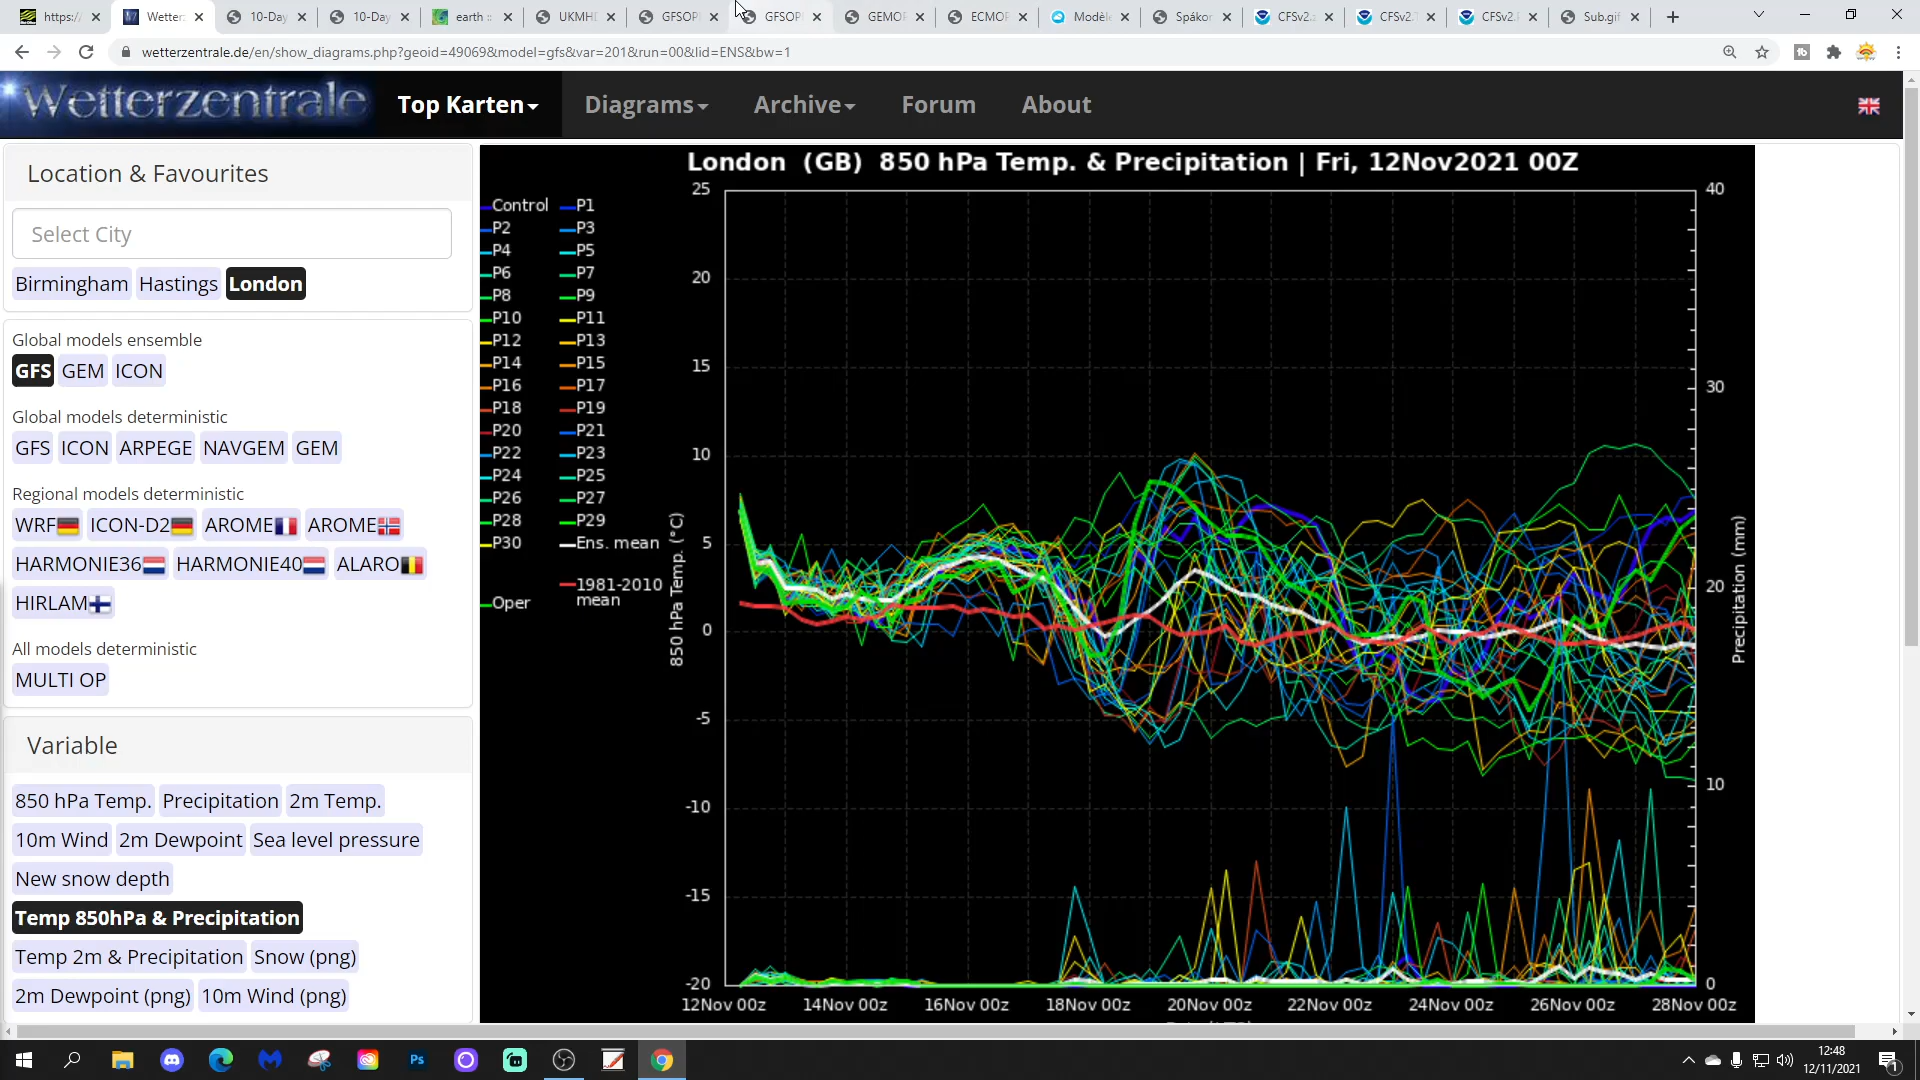 https:/
Wetterz
10-Day
10-Day
earth ::
UKMHD
GFSOP
GFSOP
GEMOP
ECMOP
Modèle
Spákor
CFSv2.
CFSv2.
CFSv2.
Sub.gif
wetterzentrale.de/en/show_diagrams.php?geoid=49069&model=gfs&var=201&run=00&lid=ENS&bw=1
Wetterzentrale
Top Karten
Diagrams
Archive
Forum
About
Location & Favourites
Select City
Birmingham Hastings London
Global models ensemble
GFS GEM ICON
Global models deterministic
GFS ICON ARPEGE NAVGEM GEM
Regional models deterministic
WRF ICON-D2 AROME AROME
HARMONIE36 HARMONIE40 ALARO
HIRLAM
All models deterministic
MULTI OP
Variable
850 hPa Temp. Precipitation 2m Temp.
10m Wind 2m Dewpoint Sea level pressure
New snow depth
Temp 850hPa & Precipitation
Temp 2m & Precipitation Snow (png)
2m Dewpoint (png) 10m Wind (png)
London (GB) 850 hPa Temp. & Precipitation | Fri, 12Nov2021 00Z
Control P1
P2 P3
P4 P5
P6 P7
P8 P9
P10 P11
P12 P13
P14 P15
P16 P17
P18 P19
P20 P21
P22 P23
P24 P25
P26 P27
P28 P29
P30 Ens. mean
1981-2010
mean
Oper
850 hPa Temp. (°C)
25
20
15
10
5
0
-5
-10
-15
-20
40
30
20
10
0
Precipitation (mm)
12Nov 00z 14Nov 00z 16Nov 00z 18Nov 00z 20Nov 00z 22Nov 00z 24Nov 00z 26Nov 00z 28Nov 00z
Ps
12:48
12/11/2021
1